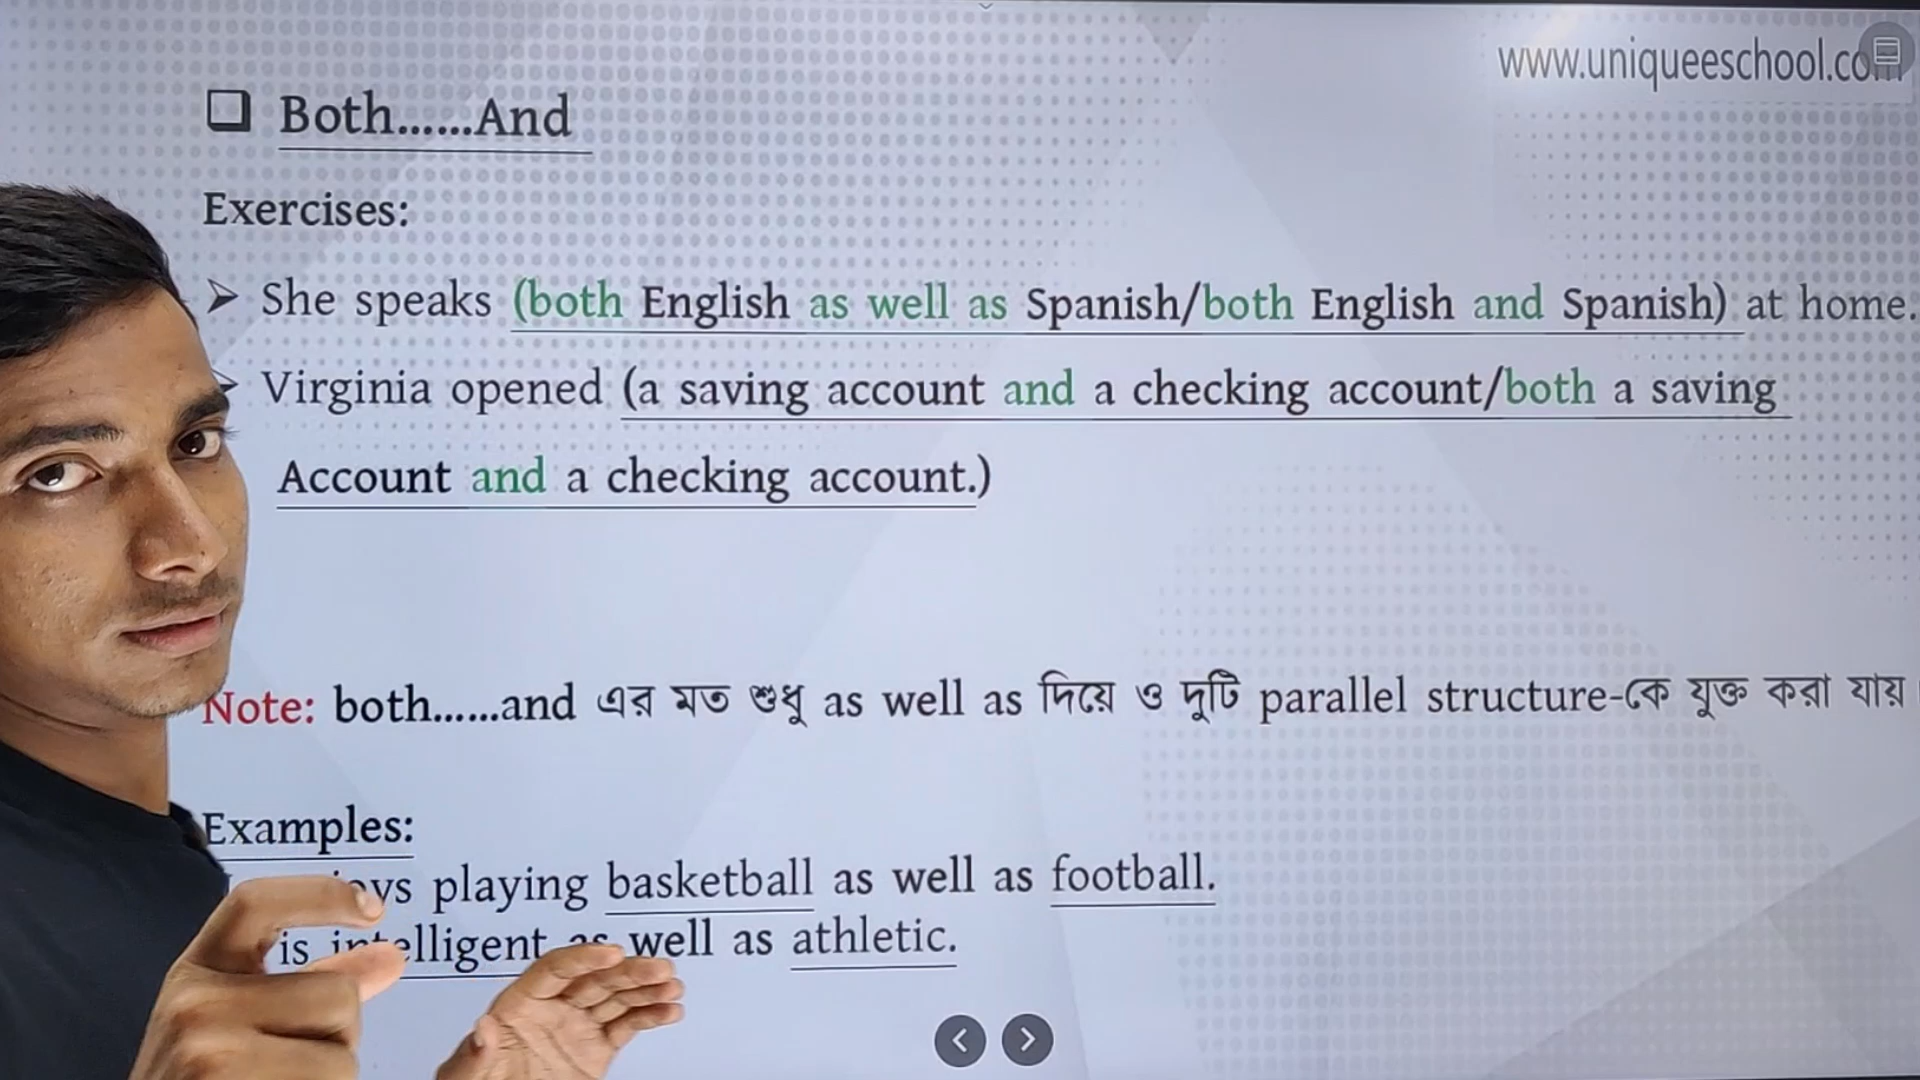 www.uniqueeschool.com
Both......And
Exercises:
She speaks (both English as well as Spanish/both English and Spanish) at home.
Virginia opened (a saving account and a checking account/both a saving
Account and a checking account.)
Note: both......and এর মত শুধু as well as দিয়ে ও দুটি parallel structure-কে যুক্ত করা যায়
Examples:
playing basketball as well as football.
is intelligent as well as athletic.